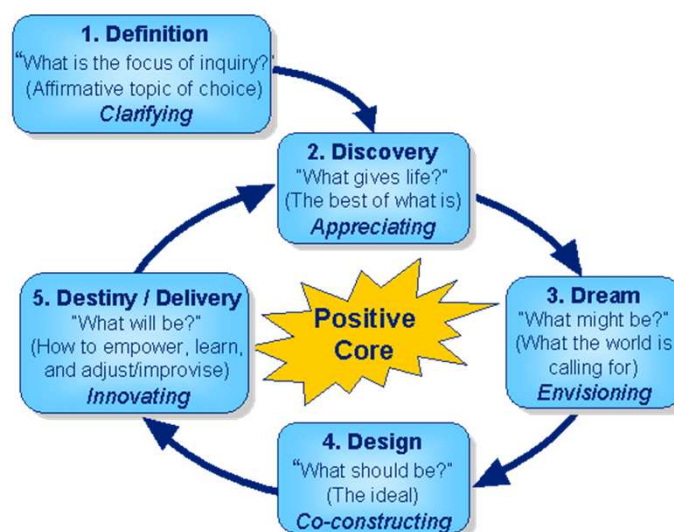 1. Definition
"What is the focus of inquiry?"
(Affirmative topic of choice)
Clarifying
2. Discovery
"What gives life?"
(The best of what is)
Appreciating
3. Dream
"What might be?"
(What the world is
calling for)
Envisioning
4. Design
"What should be?"
(The ideal)
Co-constructing
5. Destiny / Delivery
"What will be?"
(How to empower, learn,
and adjust/improvise)
Innovating
Positive
Core